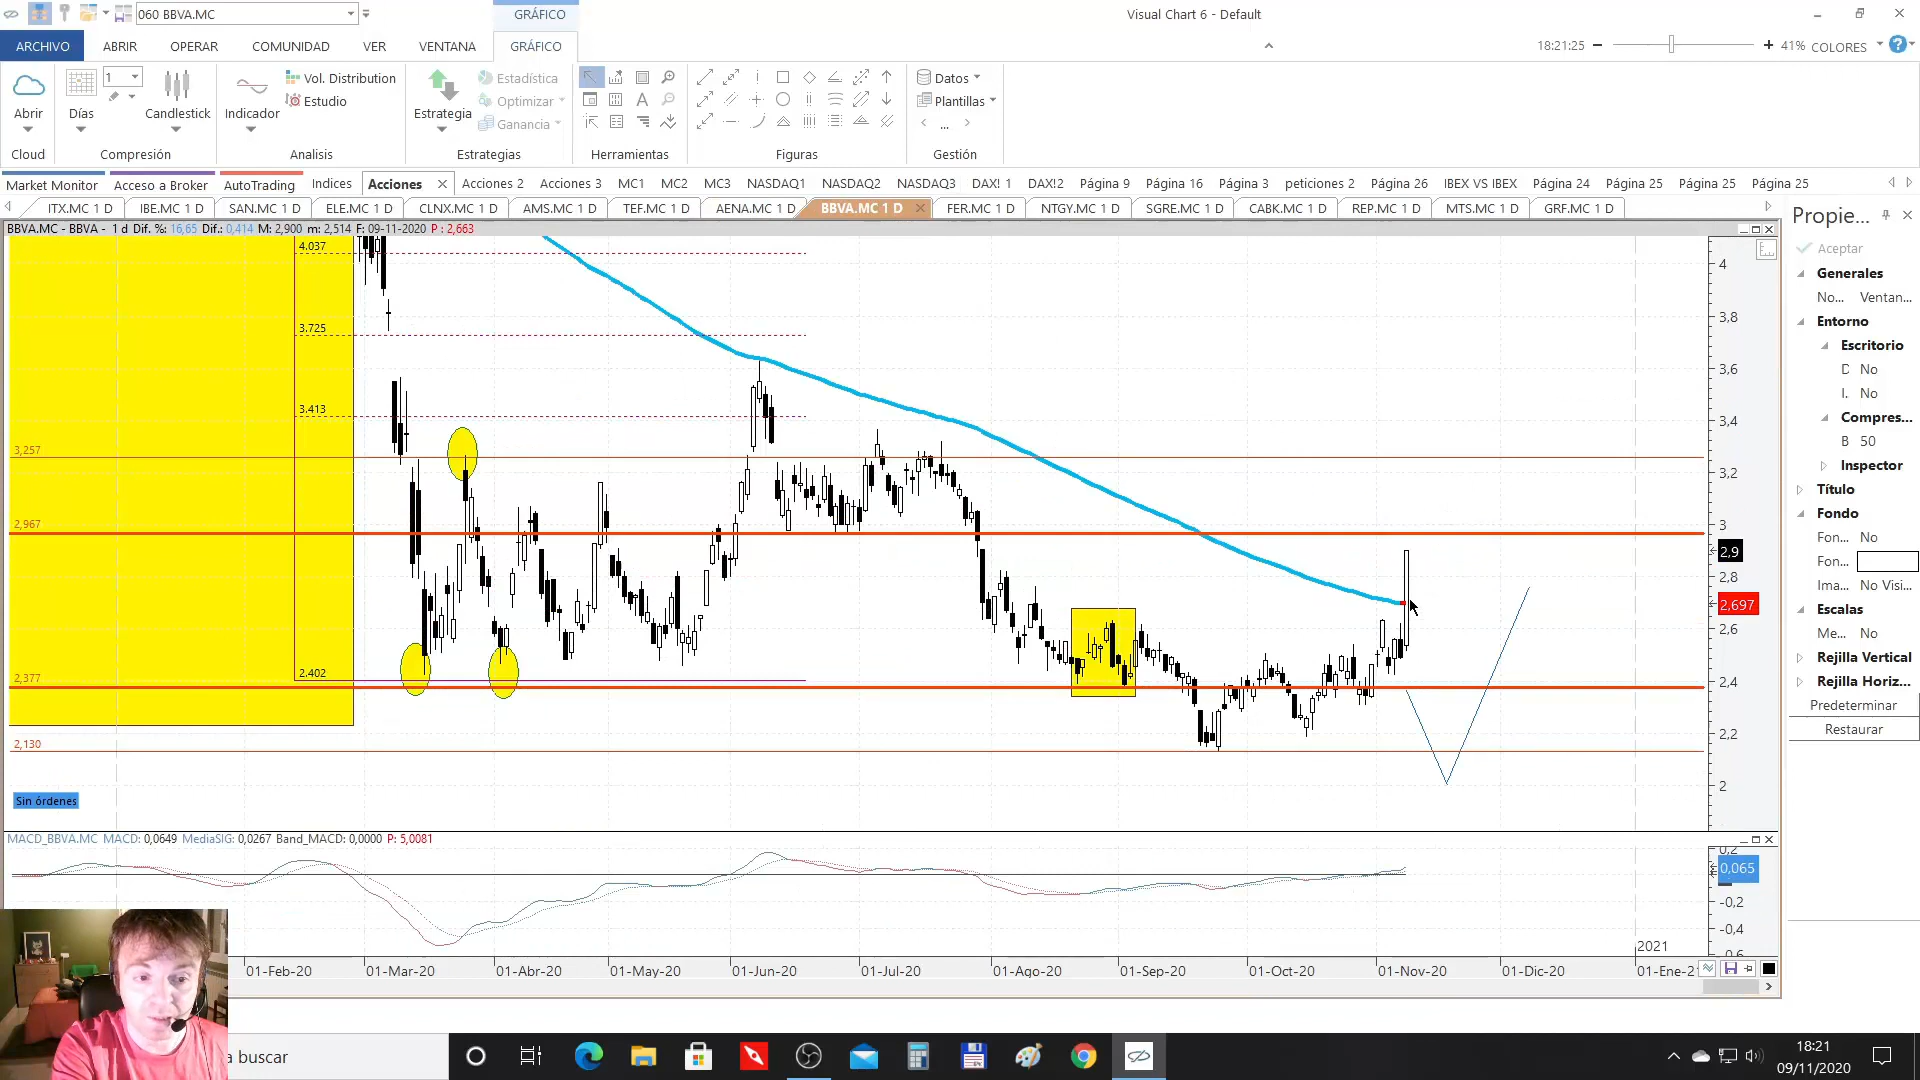 060 BBVA.MC
GRÁFICO
Visual Chart 6 - Default
ARCHIVO ABRIR OPERAR COMUNIDAD VER VENTANA GRÁFICO
18:21:25 41% COLORES
Abrir
Cloud
1
Días
Candlestick
Compresión
Indicador
Vol. Distribution
Estudio
Analisis
Estrategia
Estadística
Optimizar
Ganancia
Estrategias
Herramientas
Figuras
Datos
Plantillas
...
Gestión
Market Monitor Acceso a Broker AutoTrading Indices Acciones Acciones 2 Acciones 3 MC1 MC2 MC3 NASDAQ1 NASDAQ2 NASDAQ3 DAX! 1 DAX!2 Página 9 Página 16 Página 3 peticiones 2 Página 26 IBEX VS IBEX Página 24 Página 25 Página 25 Página 25
ITX.MC 1 D IBE.MC 1 D SAN.MC 1 D ELE.MC 1 D CLNX.MC 1 D AMS.MC 1 D TEF.MC 1 D AENA.MC 1 D BBVA.MC 1 D FER.MC 1 D NTGY.MC 1 D SGRE.MC 1 D CABK.MC 1 D REP.MC 1 D MTS.MC 1 D GRF.MC 1 D
BBVA.MC - BBVA - 1 d Dif. %: 16,65 Dif.: 0,414 M: 2,900 m: 2,514 F: 09-11-2020 P : 2,663
4.037
3.725
3.413
3,257
2,967
2.402
2,377
2,130
4
3,8
3,6
3,4
3,2
3
2,9
2,8
2,697
2,6
2,4
2,2
2
Sin órdenes
MACD_BBVA.MC MACD: 0,0649 MediaSIG: 0,0267 Band_MACD: 0,0000 P: 5,0081
0,2
0,065
-0,2
-0,4
0,6
2021
01-Feb-20 01-Mar-20 01-Abr-20 01-May-20 01-Jun-20 01-Jul-20 01-Ago-20 01-Sep-20 01-Oct-20 01-Nov-20 01-Dic-20 01-Ene-2
Propie...
Aceptar
Generales
No... Ventan...
Entorno
Escritorio
No
I. No
Compres...
B 50
Inspector
Título
Fondo
Fon... No
Fon...
Ima... No Visi...
Escalas
Me... No
Rejilla Vertical
Rejilla Horiz...
Predeterminar
Restaurar
a buscar
18:21
09/11/2020